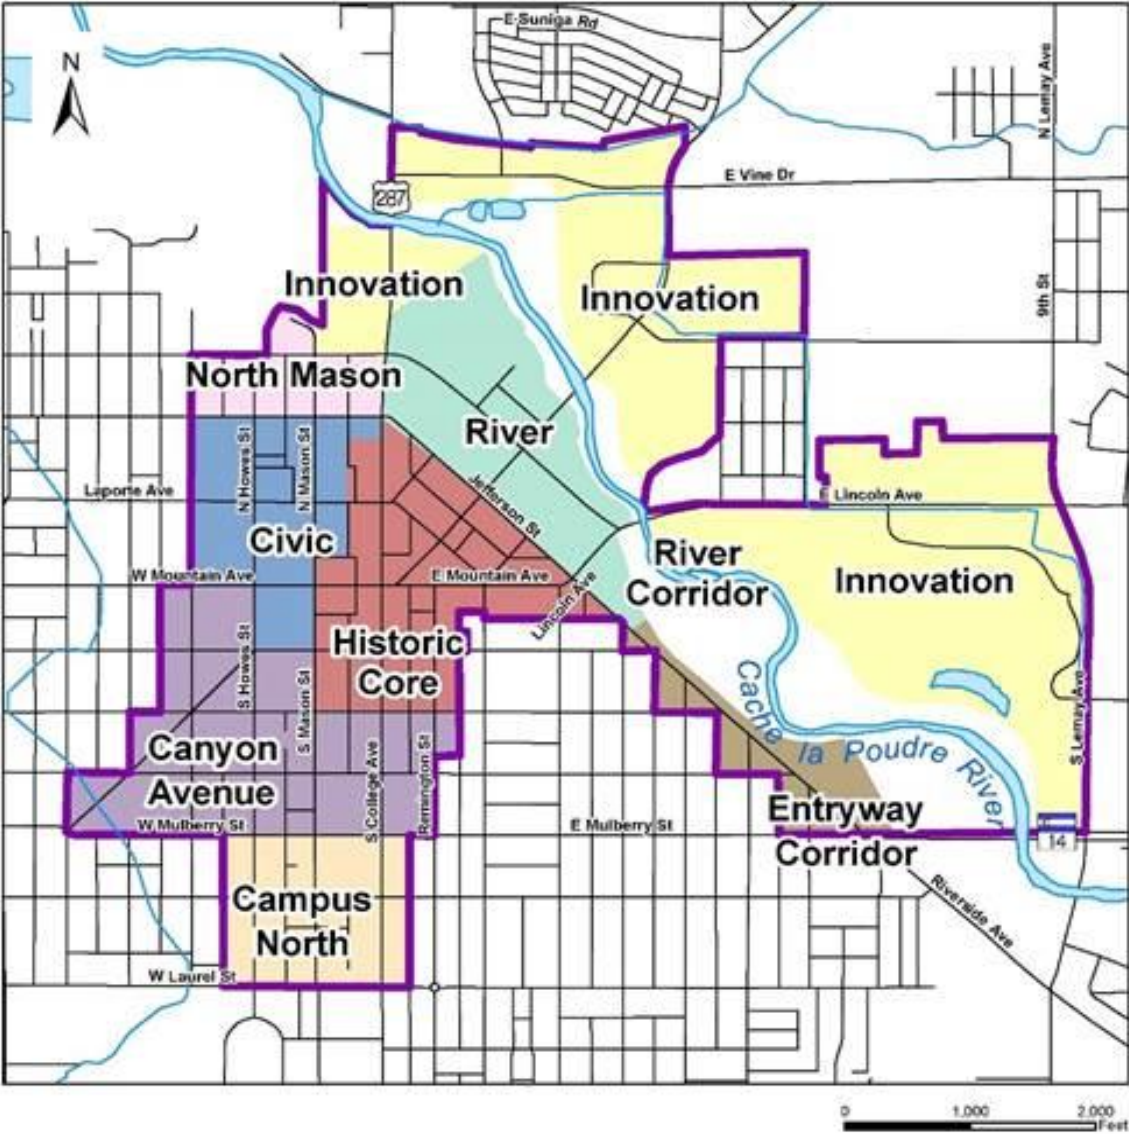 E Suniga Rd
N
N Lemay Ave
E Vine Dr
287
Innovation
Innovation
9th St
North Mason
River
N Howes St
N Mason St
Jefferson St
Laporte Ave
E Lincoln Ave
Civic
River
Corridor
W Mountain Ave
E Mountain Ave
Lincoln Ave
Innovation
Historic
Core
S Howes St
S Mason St
Cache la Poudre River
S Lemay Ave
Canyon
Avenue
S College Ave
Remington St
W Mulberry St
E Mulberry St
Entryway
Corridor
14
Campus
North
Riverside Ave
W Laurel St
0 1,000 2,000
Feet